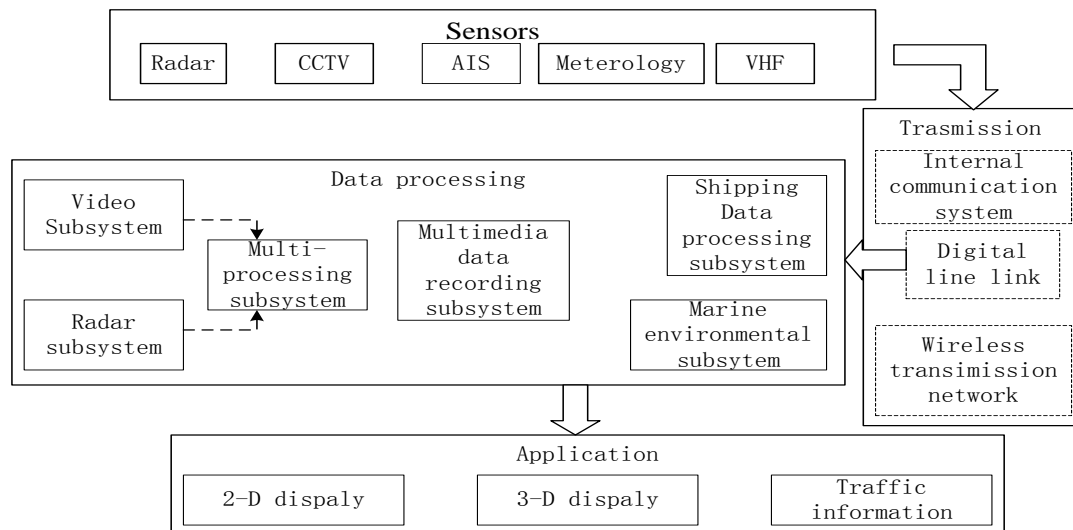 Sensors
Radar
CCTV
AIS
Meterology
VHF
Trasmission
Internal
communication
system
Digital
line link
Wireless
transimission
network
Data processing
Video
Subsystem
Radar
subsystem
Multi-
processing
subsystem
Multimedia
data
recording
subsystem
Shipping
Data
processing
subsystem
Marine
environmental
subsytem
Application
2-D dispaly
3-D dispaly
Traffic
information